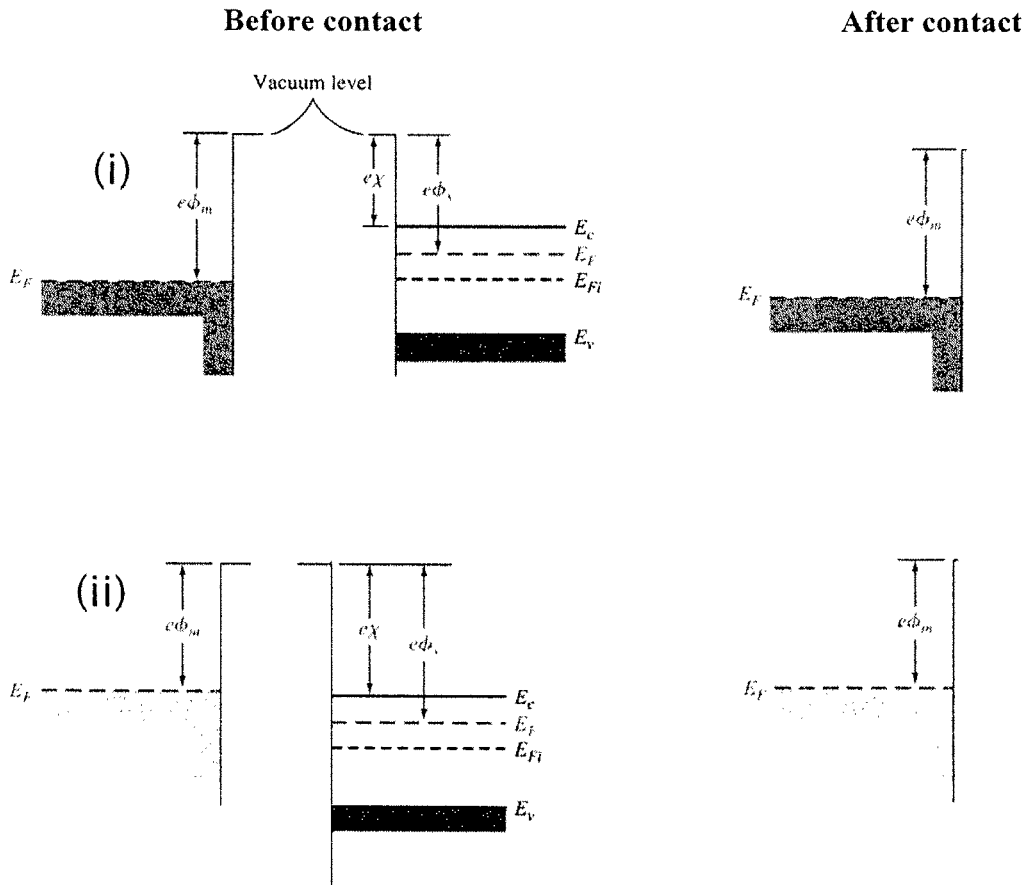 Before contact
After contact
Vacuum level
(i)
eϕm
eχ
eϕs
Ec
EF
EFi
Ev
EF
eϕm
EF
(ii)
eϕm
eχ
eϕs
EF
Ec
EF
EFi
Ev
eϕm
EF